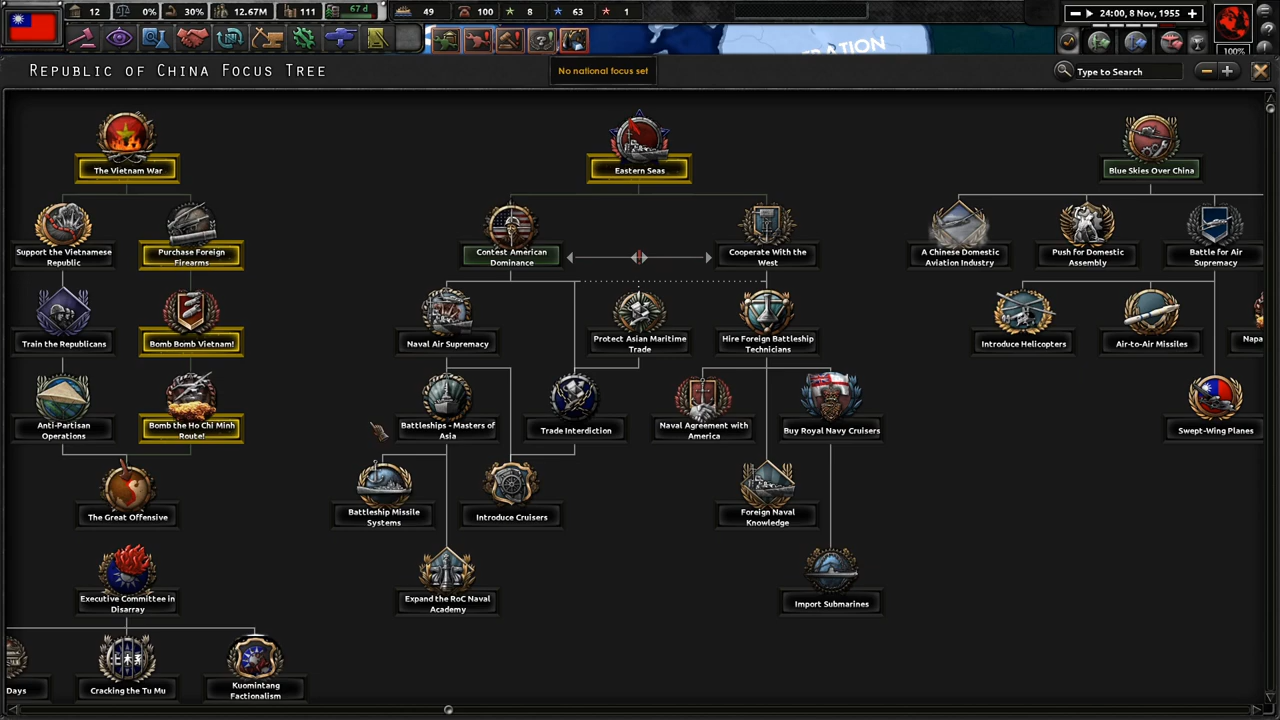 12
0%
30%
12.67M
111
67 d
49
100
8
63
1
24:00, 8 Nov, 1955
100%
RATION
Republic of China Focus Tree
No national focus set
Type to Search
The Vietnam War
Eastern Seas
Blue Skies Over China
Support the Vietnamese
Republic
Purchase Foreign
Firearms
Contest American
Dominance
Cooperate With the
West
A Chinese Domestic
Aviation Industry
Push for Domestic
Assembly
Battle for Air
Supremacy
Train the Republicans
Bomb Bomb Vietnam!
Naval Air Supremacy
Protect Asian Maritime
Trade
Hire Foreign Battleship
Technicians
Introduce Helicopters
Air-to-Air Missiles
Napa
Anti-Partisan
Operations
Bomb the Ho Chi Minh
Route!
Battleships - Masters of
Asia
Trade Interdiction
Naval Agreement with
America
Buy Royal Navy Cruisers
Swept-Wing Planes
The Great Offensive
Battleship Missile
Systems
Introduce Cruisers
Foreign Naval
Knowledge
Executive Committee in
Disarray
Expand the RoC Naval
Academy
Import Submarines
Days
Cracking the Tu Mu
Kuomintang
Factionalism